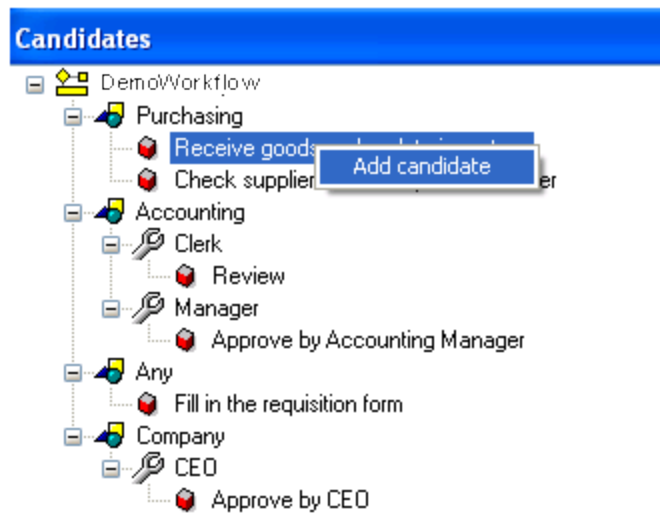 Candidates
DemoWorkflow
Purchasing
Receive goods
Add candidate
Check supplier
Accounting
Clerk
Review
Manager
Approve by Accounting Manager
Any
Fill in the requisition form
Company
CEO
Approve by CEO